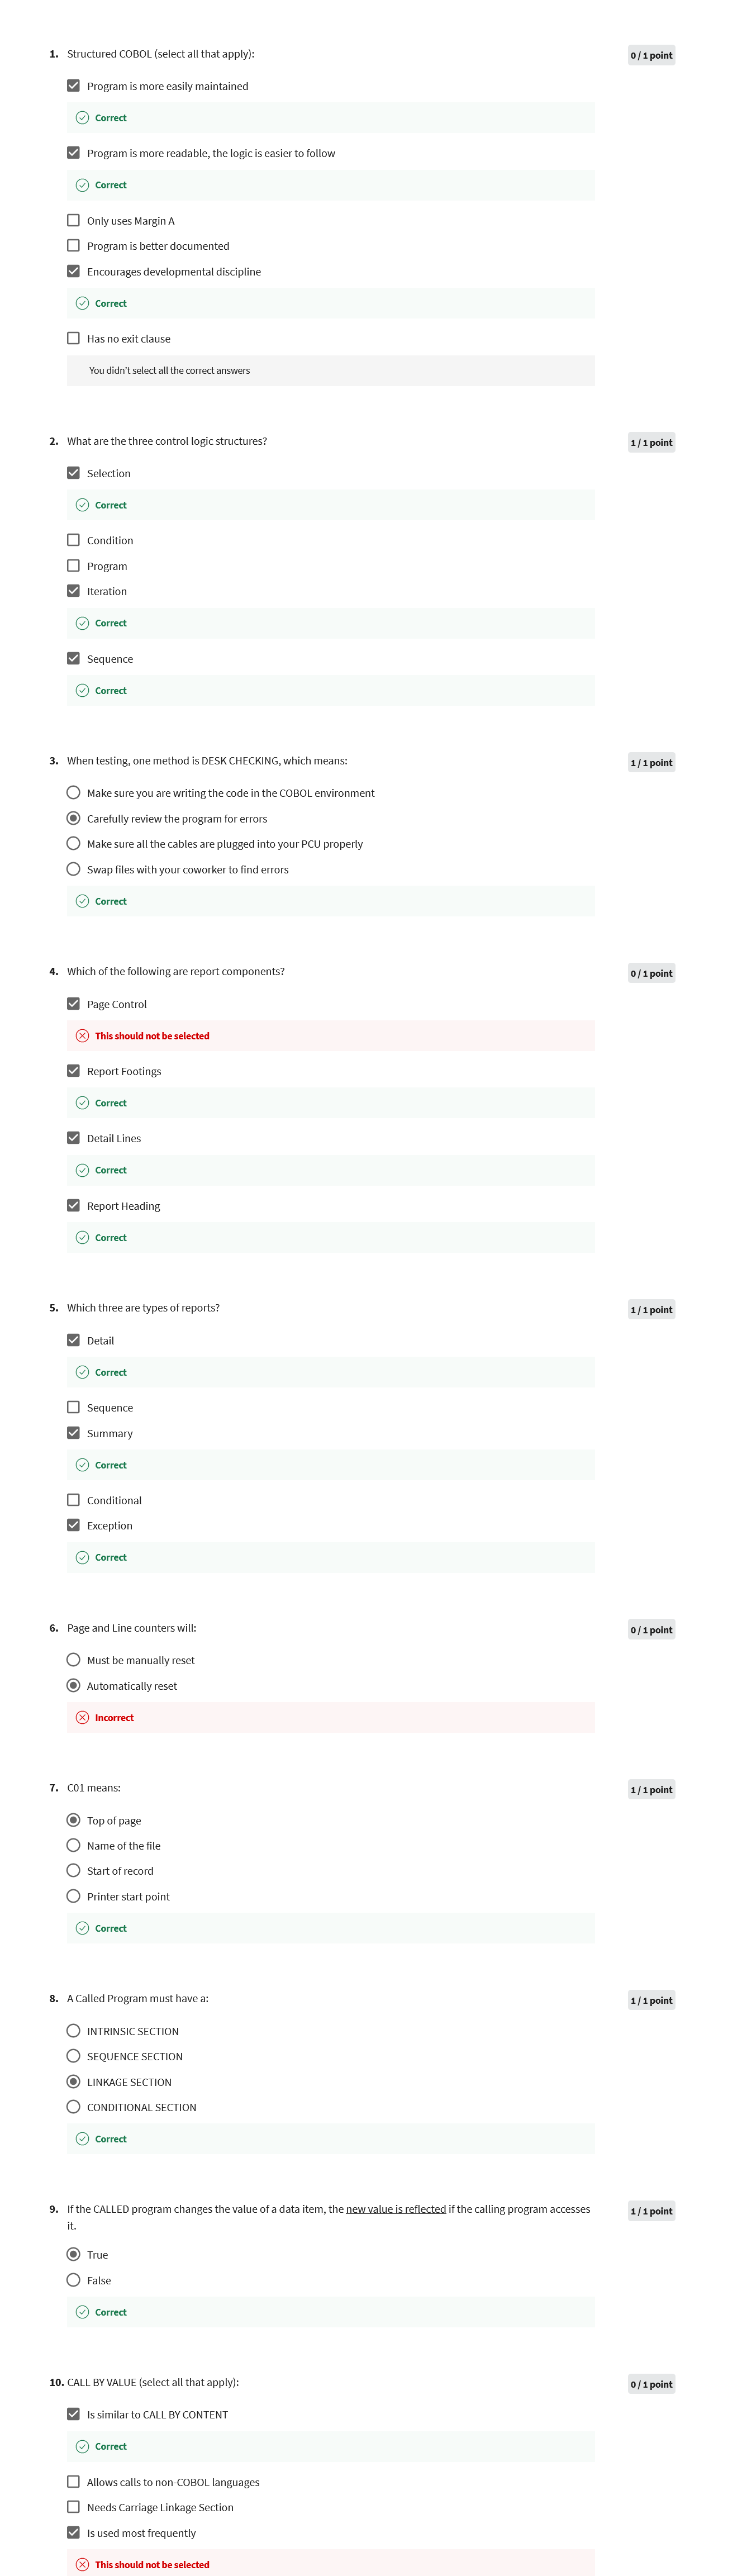 1. Structured COBOL (select all that apply):
0 / 1 point
Program is more easily maintained
Correct
Program is more readable, the logic is easier to follow
Correct
Only uses Margin A
Program is better documented
Encourages developmental discipline
Correct
Has no exit clause
You didn't select all the correct answers
2. What are the three control logic structures?
1 / 1 point
Selection
Correct
Condition
Program
Iteration
Correct
Sequence
Correct
3. When testing, one method is DESK CHECKING, which means:
1 / 1 point
Make sure you are writing the code in the COBOL environment
Carefully review the program for errors
Make sure all the cables are plugged into your PCU properly
Swap files with your coworker to find errors
Correct
4. Which of the following are report components?
0 / 1 point
Page Control
This should not be selected
Report Footings
Correct
Detail Lines
Correct
Report Heading
Correct
5. Which three are types of reports?
1 / 1 point
Detail
Correct
Sequence
Summary
Correct
Conditional
Exception
Correct
6. Page and Line counters will:
0 / 1 point
Must be manually reset
Automatically reset
Incorrect
7. C01 means:
1 / 1 point
Top of page
Name of the file
Start of record
Printer start point
Correct
8. A Called Program must have a:
1 / 1 point
INTRINSIC SECTION
SEQUENCE SECTION
LINKAGE SECTION
CONDITIONAL SECTION
Correct
9. If the CALLED program changes the value of a data item, the new value is reflected if the calling program accesses
it.
1 / 1 point
True
False
Correct
10. CALL BY VALUE (select all that apply):
0 / 1 point
Is similar to CALL BY CONTENT
Correct
Allows calls to non-COBOL languages
Needs Carriage Linkage Section
Is used most frequently
This should not be selected